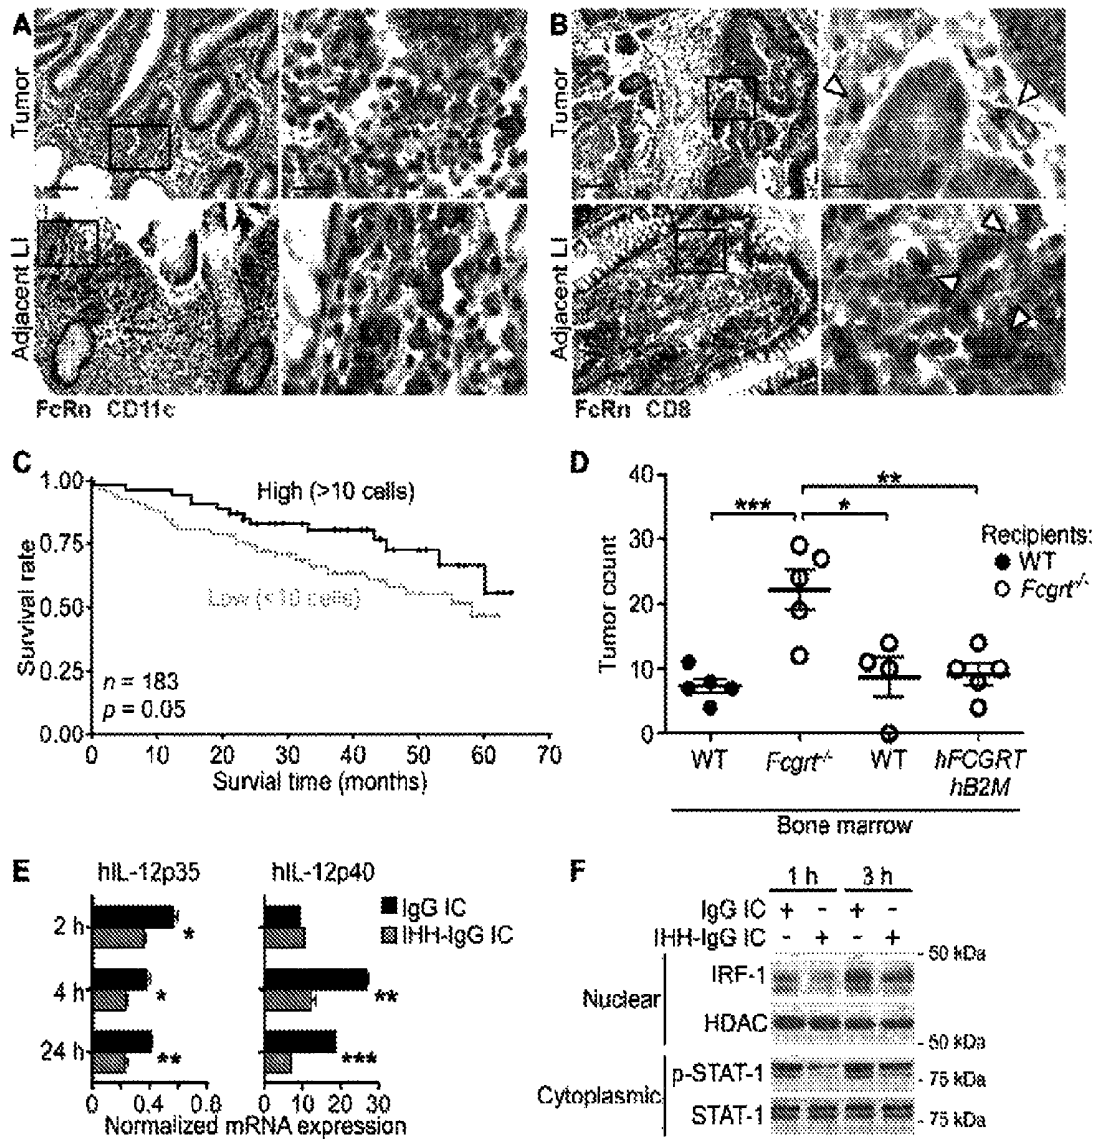 A
B
Tumor
Tumor
Adjacent LI
Adjacent LI
FcRn CD11c
FcRn CD8
C
1.00
0.75
0.50
0.25
0.00
Survival rate
High (>10 cells)
Low (≤10 cells)
n = 183
p = 0.05
0 10 20 30 40 50 60 70
Survial time (months)
D
40
30
20
10
0
Tumor count
*** * **
Recipients:
WT
Fcgrt-/-
WT Fcgrt-/- WT hFCGRT
hB2M
Bone marrow
E
hIL-12p35 hIL-12p40
IgG IC
IHH-IgG IC
2 h *
4 h * **
24 h ** ***
0 0.4 0.8 0 10 20 30
Normalized mRNA expression
F
1 h 3 h
IgG IC + - + -
IHH-IgG IC - + - +
- 50 kDa
Nuclear
IRF-1
HDAC
- 50 kDa
Cytoplasmic
p-STAT-1 - 75 kDa
STAT-1 - 75 kDa